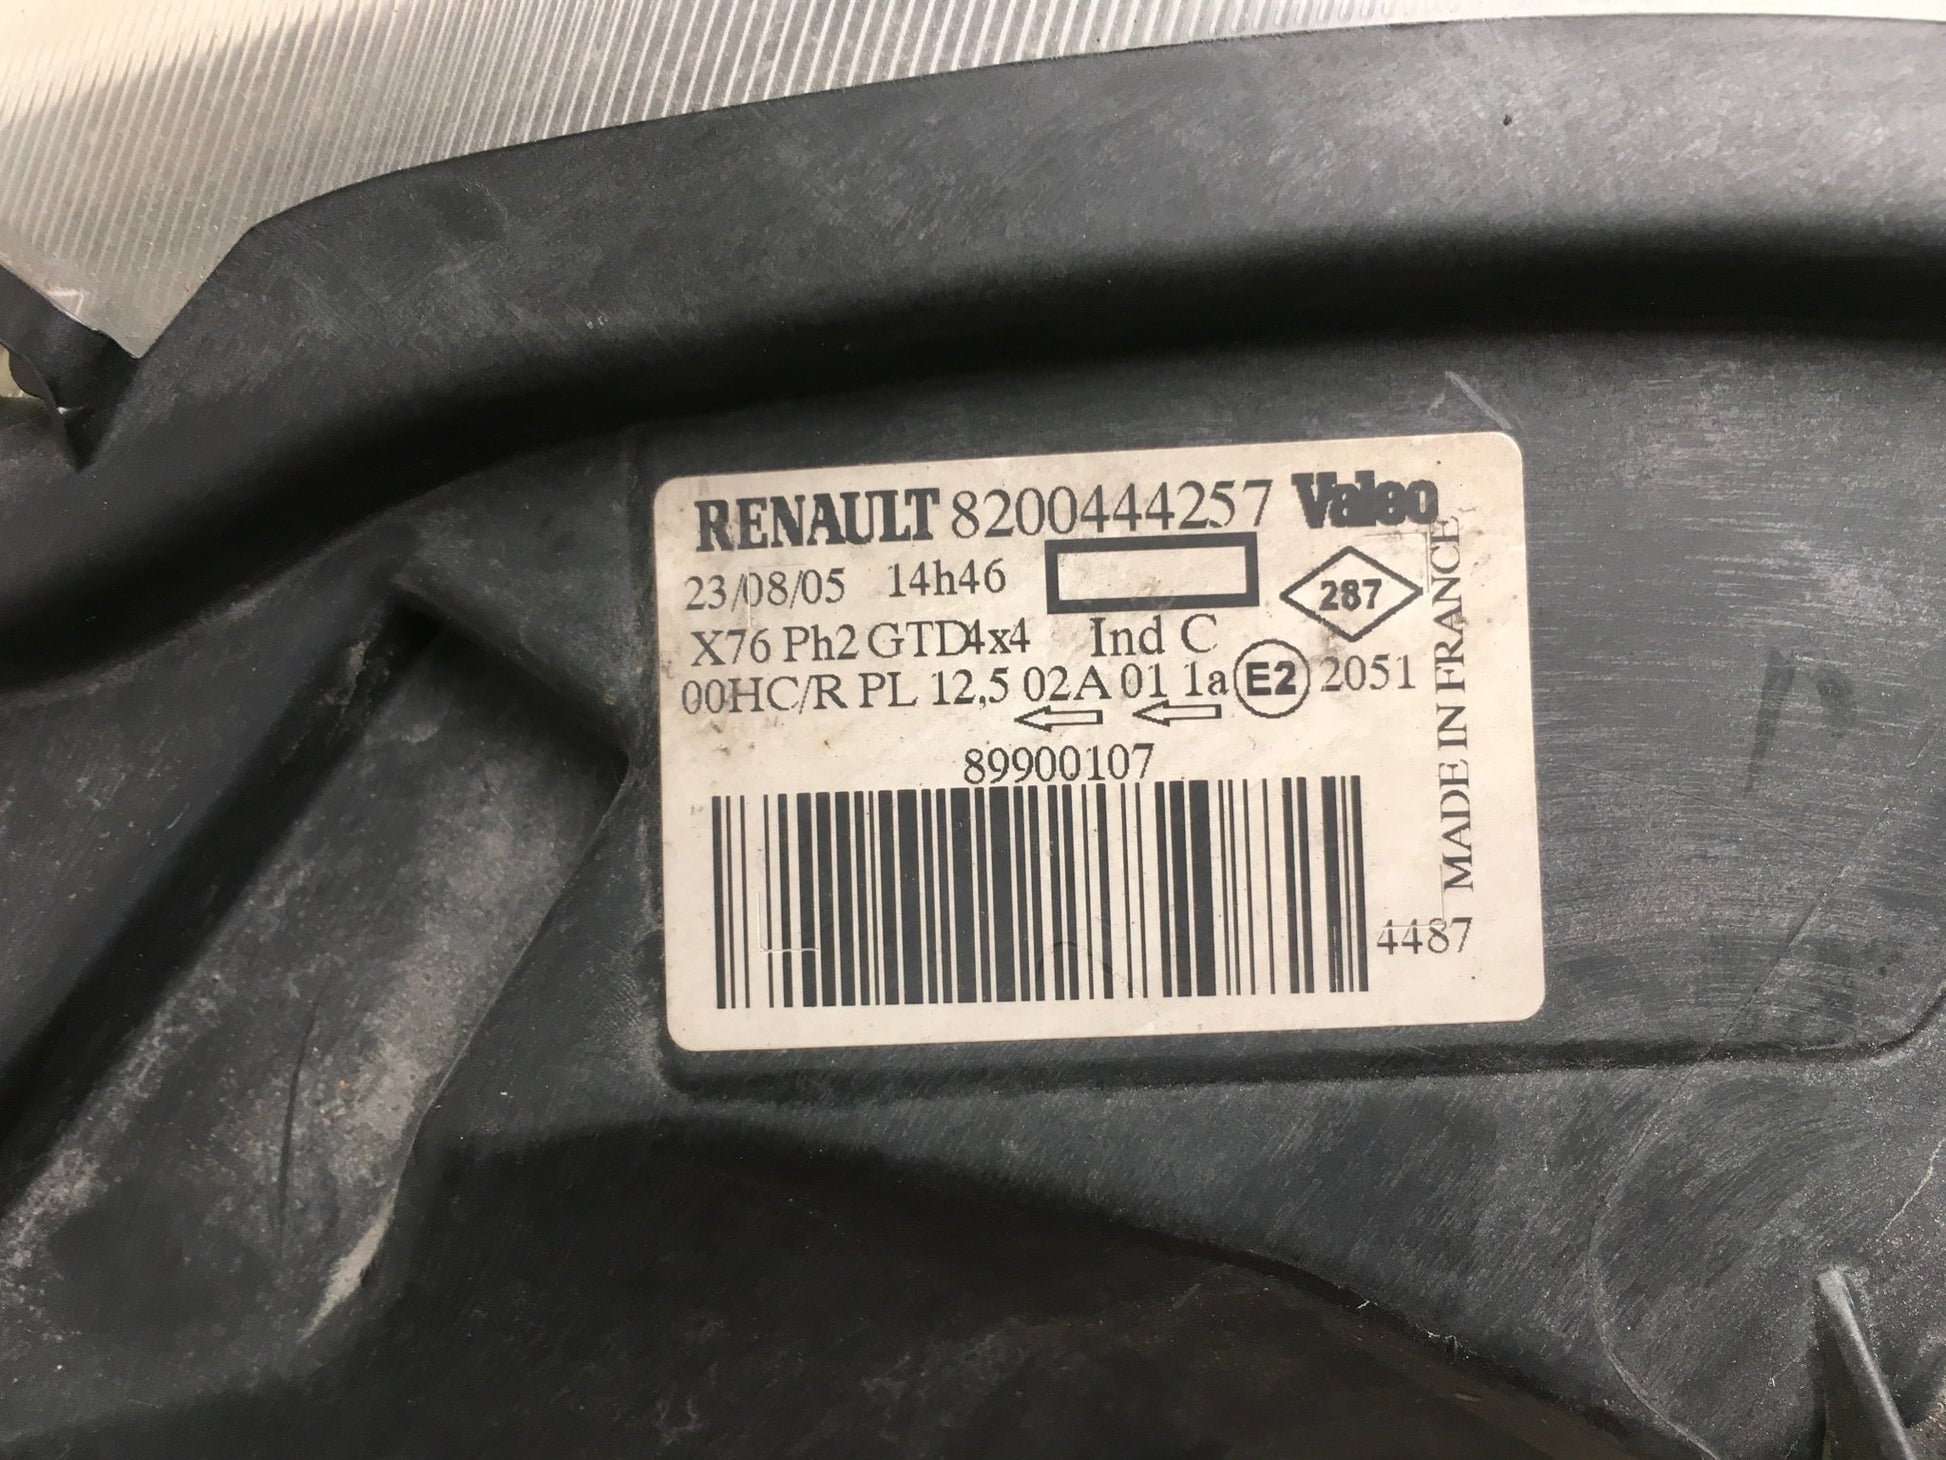 RENAULT 8200444257 Valeo
23/08/05 14h46
287
X76 Ph2 GTD4x4 Ind C
00HC/R PL 12,5 02A 01 1a E2 2051
89900107
4487
MADE IN FRANCE